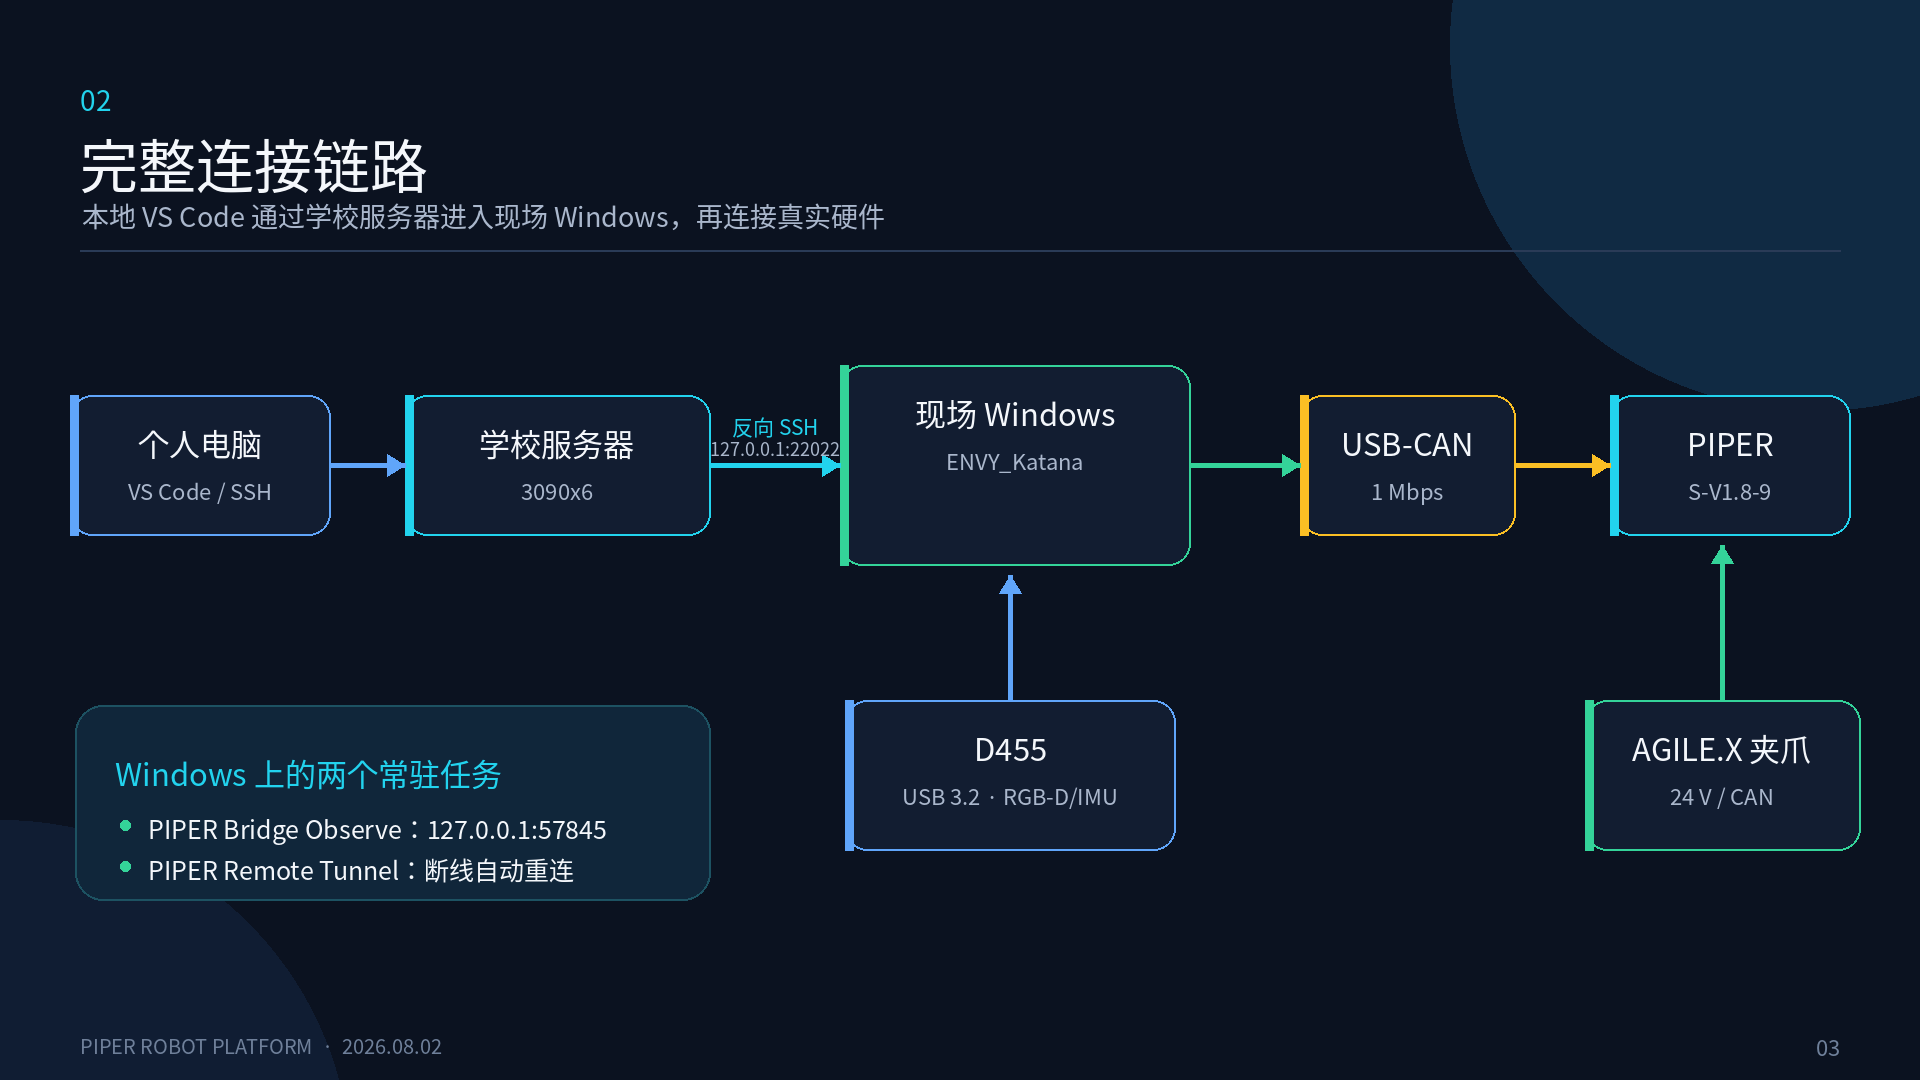 02
完整连接链路
本地 VS Code 通过学校服务器进入现场 Windows，再连接真实硬件
个人电脑
VS Code / SSH
学校服务器
3090x6
反向 SSH
127.0.0.1:22022
现场 Windows
ENVY_Katana
USB-CAN
1 Mbps
PIPER
S-V1.8-9
D455
USB 3.2 · RGB-D/IMU
AGILE.X 夹爪
24 V / CAN
Windows 上的两个常驻任务
PIPER Bridge Observe：127.0.0.1:57845
PIPER Remote Tunnel：断线自动重连
PIPER ROBOT PLATFORM · 2026.08.02
03